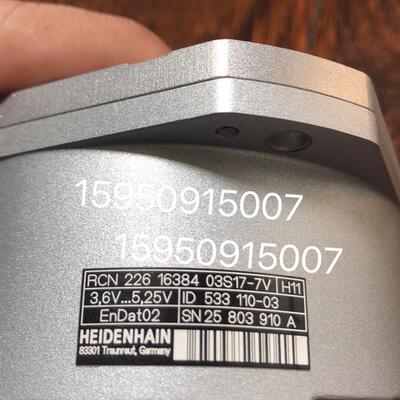 15950915007
15950915007
RCN 226 16384 03S17-7V H11
3,6V...5,25V ID 533 110-03
EnDat02 SN 25 803 910 A
HEIDENHAIN
83301 Traunreut, Germany